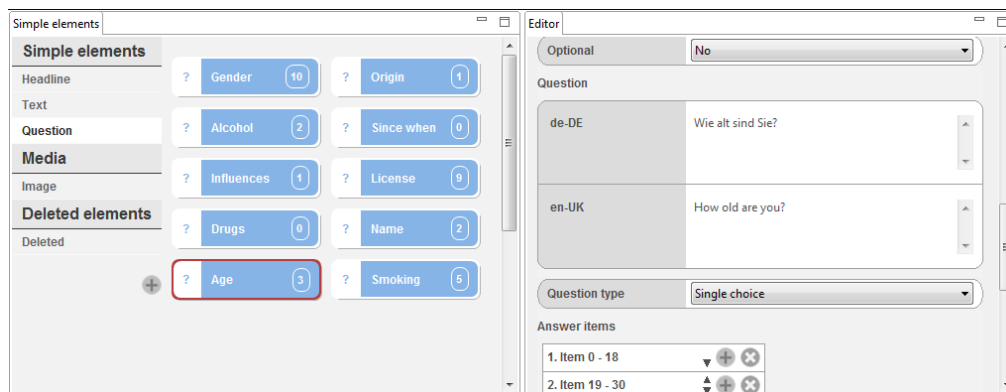 Simple elements
Simple elements
Headline
Text
Question
Media
Image
Deleted elements
Deleted
? Gender 10
? Origin 1
? Alcohol 2
? Since when 0
? Influences 1
? License 9
? Drugs 0
? Name 2
? Age 3
? Smoking 5
Editor
Optional No
Question
de-DE Wie alt sind Sie?
en-UK How old are you?
Question type Single choice
Answer items
1. Item 0 - 18
2. Item 19 - 30